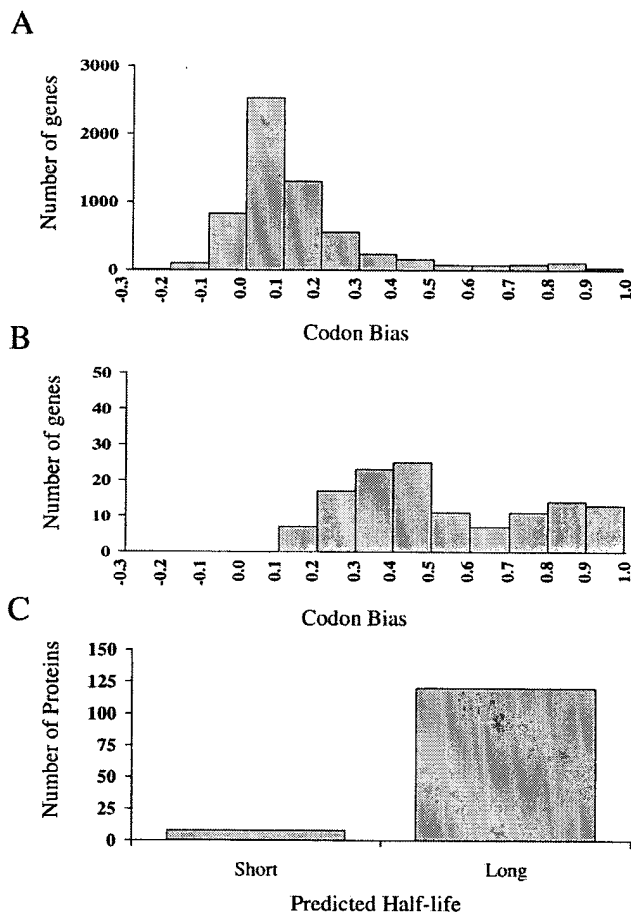 A
Number of genes
3000
2000
1000
0
-0.3 -0.2 -0.1 0.0 0.1 0.2 0.3 0.4 0.5 0.6 0.7 0.8 0.9 1.0
Codon Bias
B
Number of genes
50
40
30
20
10
0
-0.3 -0.2 -0.1 0.0 0.1 0.2 0.3 0.4 0.5 0.6 0.7 0.8 0.9 1.0
Codon Bias
C
Number of Proteins
150
125
100
75
50
25
0
Short Long
Predicted Half-life